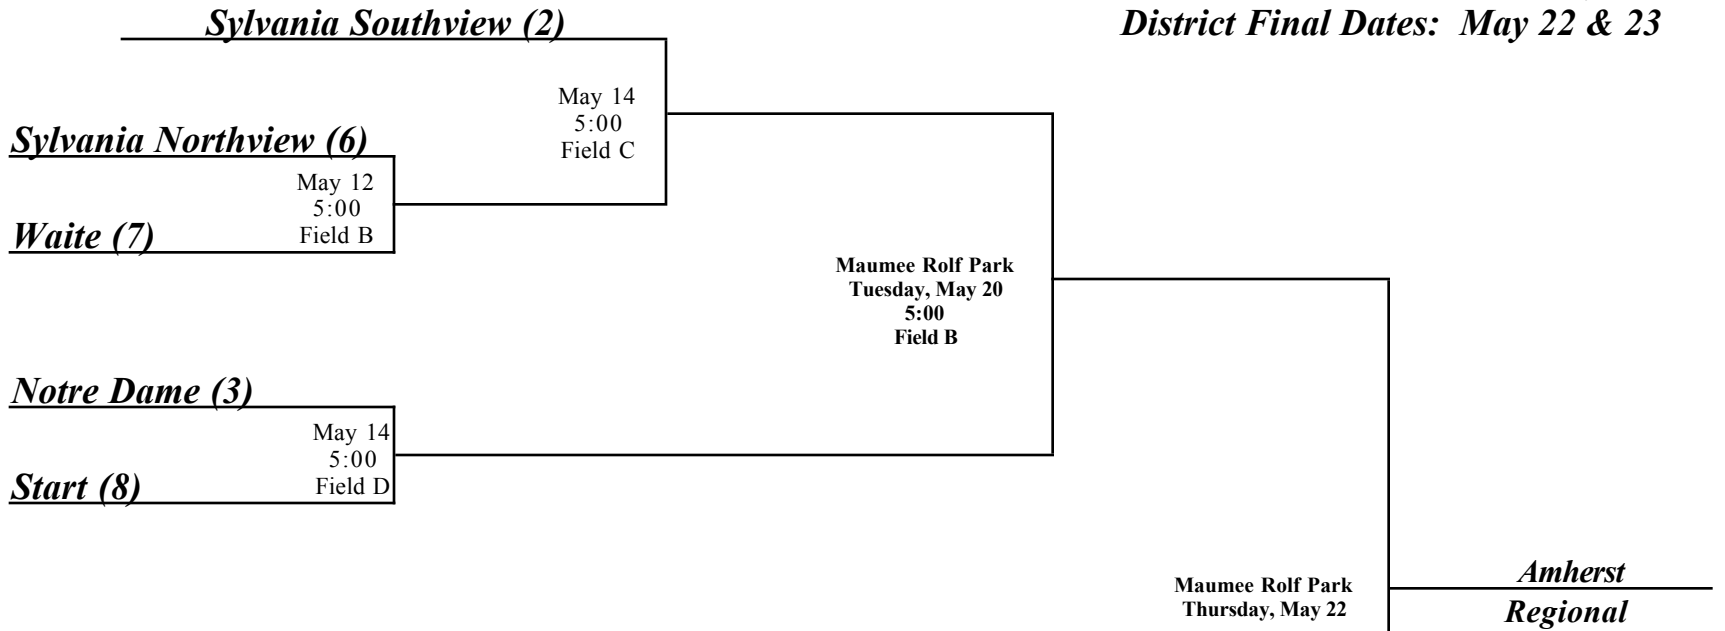 Sylvania Southview (2)
District Final Dates: May 22 & 23
May 14
5:00
Field C
Sylvania Northview (6)
May 12
5:00
Field B
Waite (7)
Maumee Rolf Park
Tuesday, May 20
5:00
Field B
Notre Dame (3)
May 14
5:00
Field D
Start (8)
Maumee Rolf Park
Thursday, May 22
Amherst
Regional